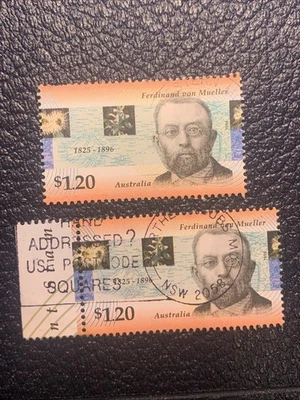 Ferdinand von Mueller
1825 - 1896
$1.20
Australia
Ferdinand von Mueller
HAND
ADDRESSED?
USE POSTCODE
SQUARES
1825 - 1896
NSW 2068
$1.20
Australia